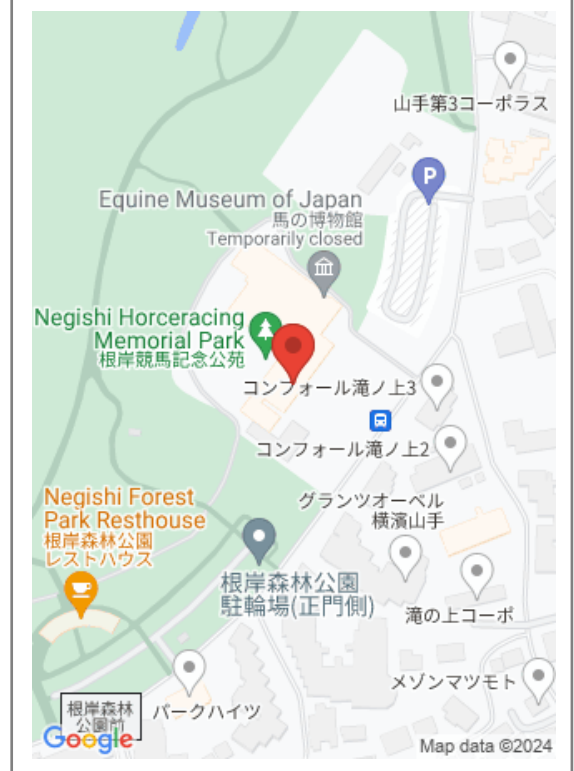 山手第3コーポラス
P
Equine Museum of Japan
馬の博物館
Temporarily closed
Negishi Horceracing
Memorial Park
根岸競馬記念公苑
コンフォール滝ノ上3
コンフォール滝ノ上2
Negishi Forest
Park Resthouse
根岸森林公園
レストハウス
グランツオーベル
横濱山手
根岸森林公園
駐輪場(正門側)
滝の上コーポ
メゾンマツモト
パークハイツ
根岸森林
公園前
Google
Map data ©2024